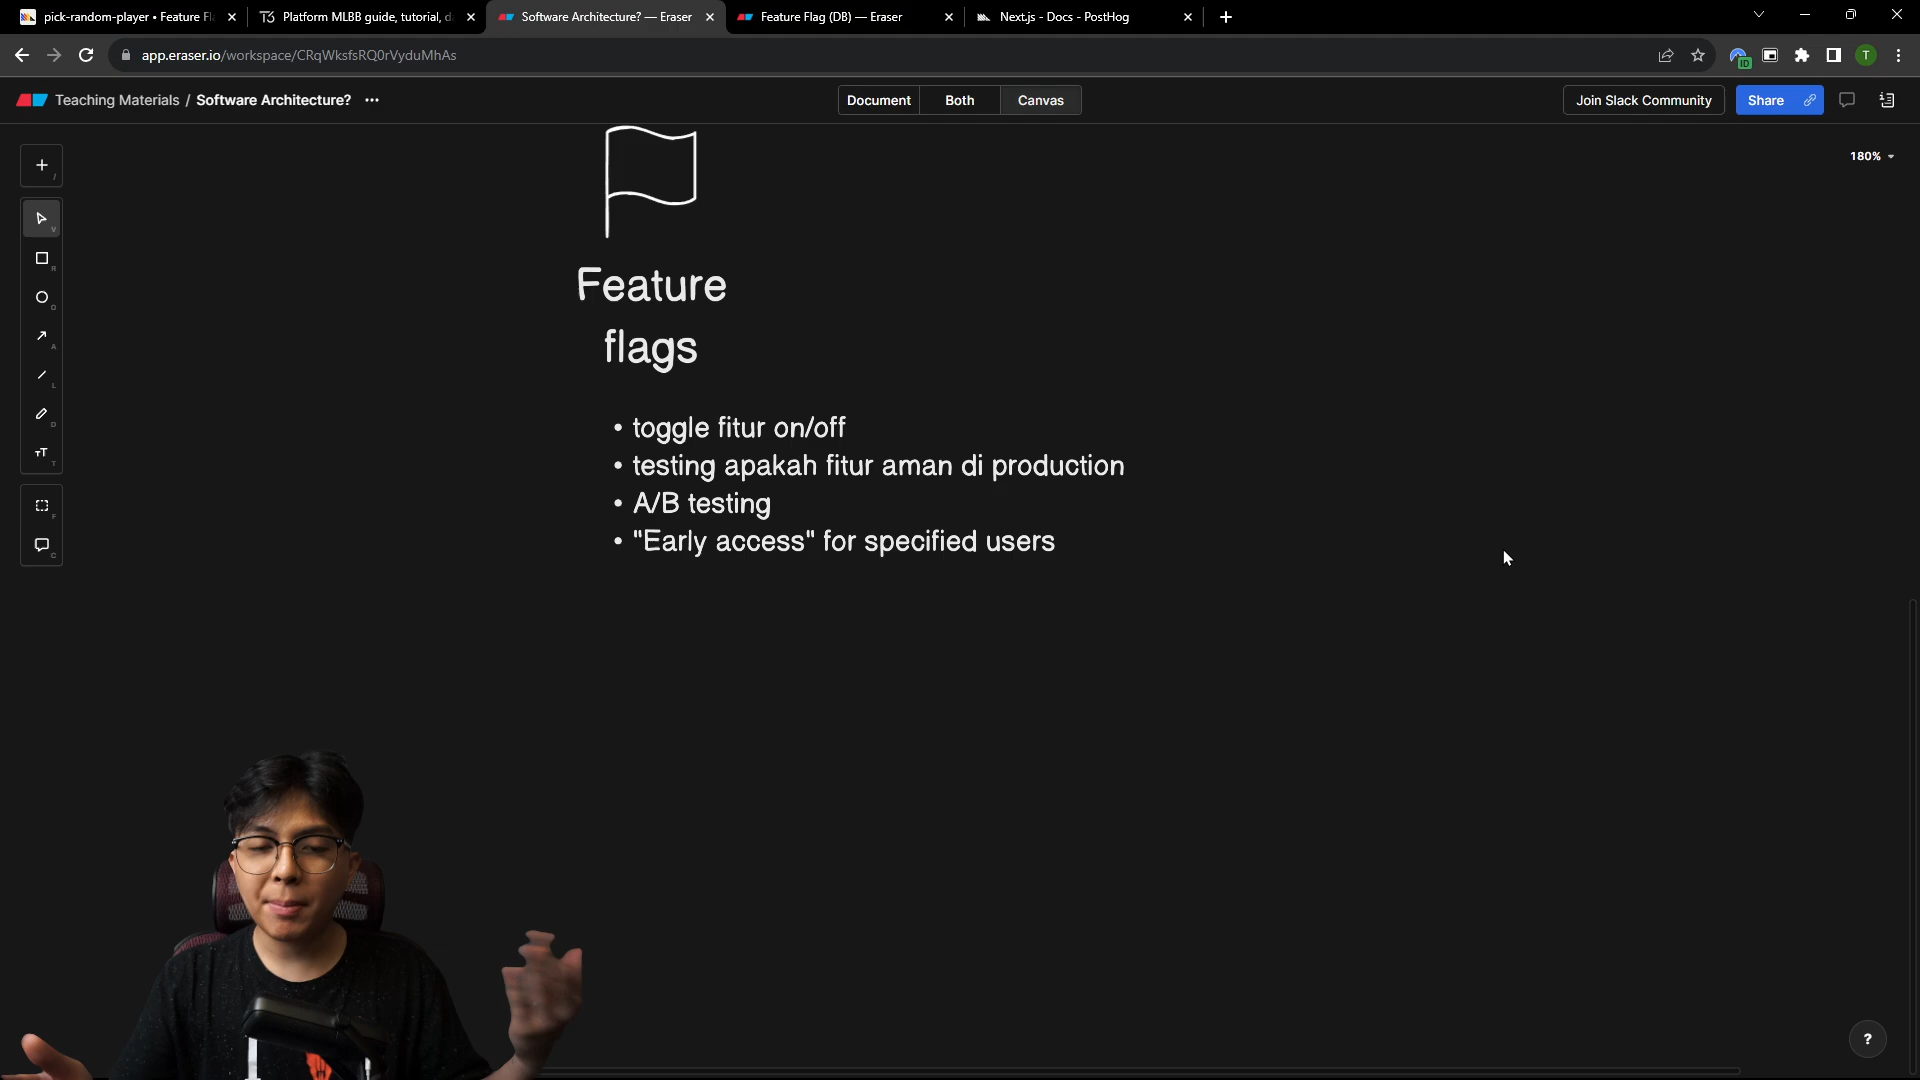 pick-random-player • Feature Fl
Platform MLBB guide, tutorial, d
Software Architecture? — Eraser
Feature Flag (DB) — Eraser
Next.js - Docs - PostHog
app.eraser.io/workspace/CRqWksfsRQ0rVyduMhAs
ID
T
Teaching Materials / Software Architecture? •••
Document
Both
Canvas
Join Slack Community
Share
180%
/
V
R
O
A
L
D
T
F
C
Feature
flags
• toggle fitur on/off
• testing apakah fitur aman di production
• A/B testing
• "Early access" for specified users
?